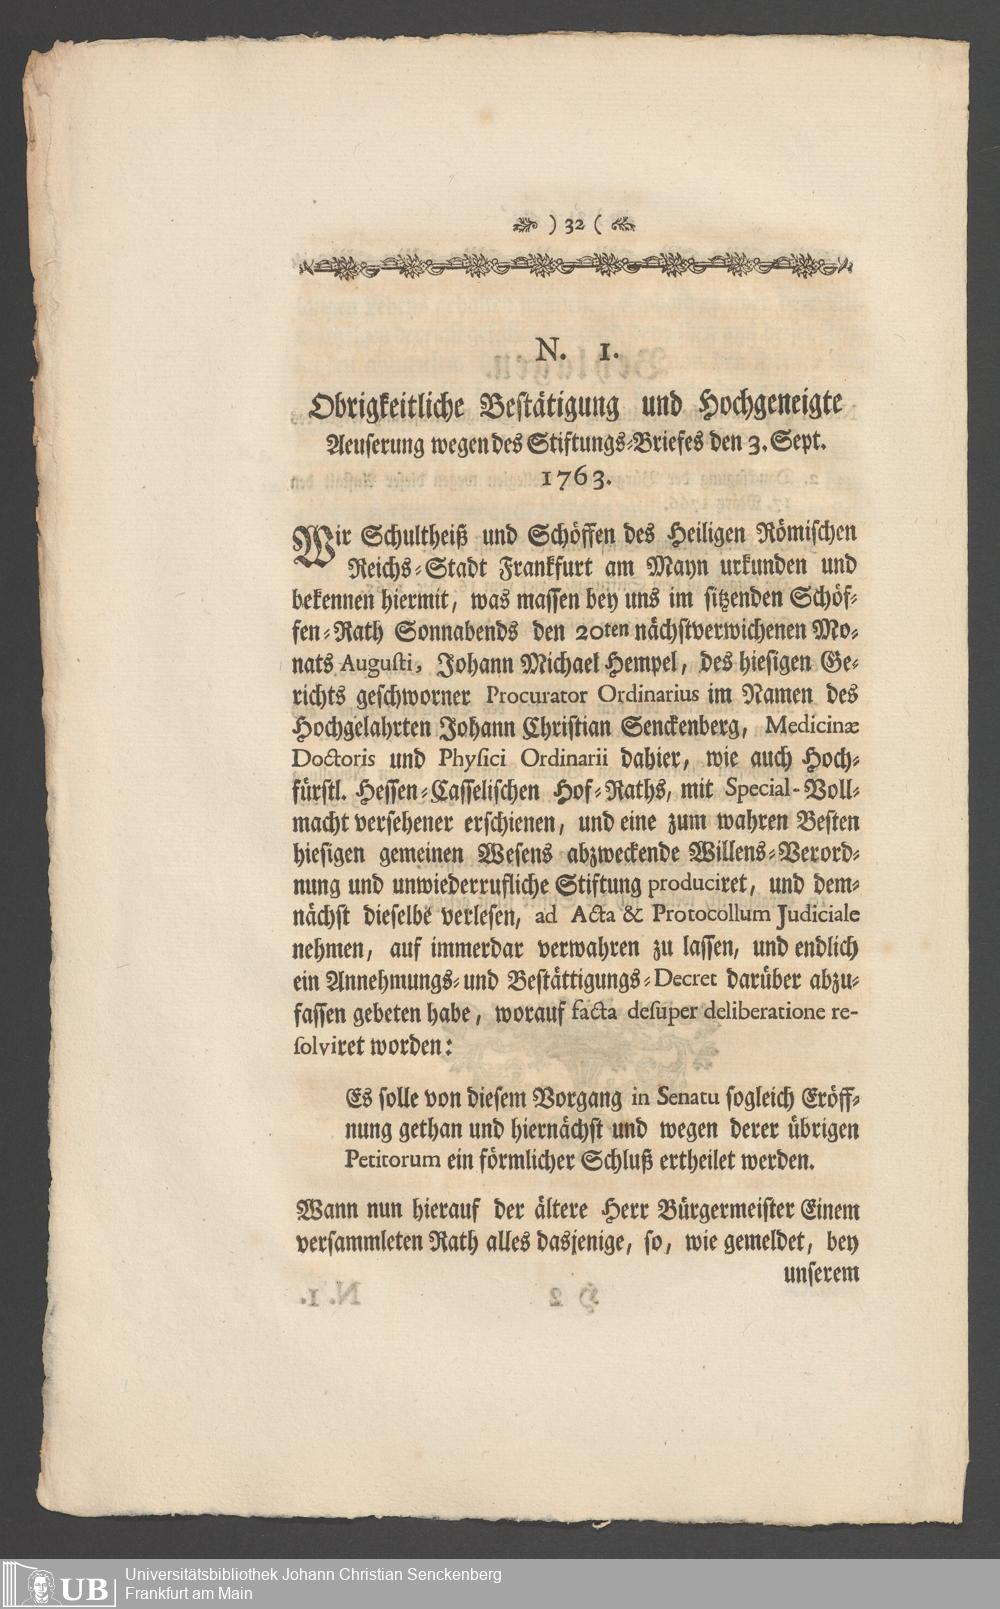 ) 32 (
N. 1.
Obrigkeitliche Bestätigung und Hochgeneigte
Aeuserung wegen des Stiftungs-Briefes den 3. Sept.
1763.
Wir Schultheiß und Schöffen des Heiligen Römischen
Reichs-Stadt Franckfurt am Mayn urkunden und
bekennen hiermit, was massen bey uns im sitzenden Schöf-
fen-Rath Sonnabends den 20ten nächstverwichenen Mo-
nats Augusti, Johann Michael Hempel, des hiesigen Ge-
richts geschworner Procurator Ordinarius im Namen des
Hochgelahrten Johann Christian Senckenberg, Medicinæ
Doctoris und Physici Ordinarii dahier, wie auch Hoch-
fürstl. Hessen-Casselischen Hof-Raths, mit Special-Voll-
macht versehener erschienen, und eine zum wahren Besten
hiesigen gemeinen Wesens abzweckende Willens-Verord-
nung und unwiederrufliche Stiftung produciret, und dem-
nächst dieselbe verlesen, ad Acta & Protocollum Judiciale
nehmen, auf immerdar verwahren zu lassen, und endlich
ein Annehmungs-und Bestättigungs-Decret darüber abzu-
fassen gebeten habe, worauf facta desuper deliberatione re-
solviret worden:
Es solle von diesem Vorgang in Senatu sogleich Eröff-
nung gethan und hiernächst und wegen derer übrigen
Petitorum ein förmlicher Schluß ertheilet werden.
Wann nun hierauf der ältere Herr Bürgermeister Einem
versammleten Rath alles dasjenige, so, wie gemeldet, bey
unserem
UB
Universitätsbibliothek Johann Christian Senckenberg
Frankfurt am Main